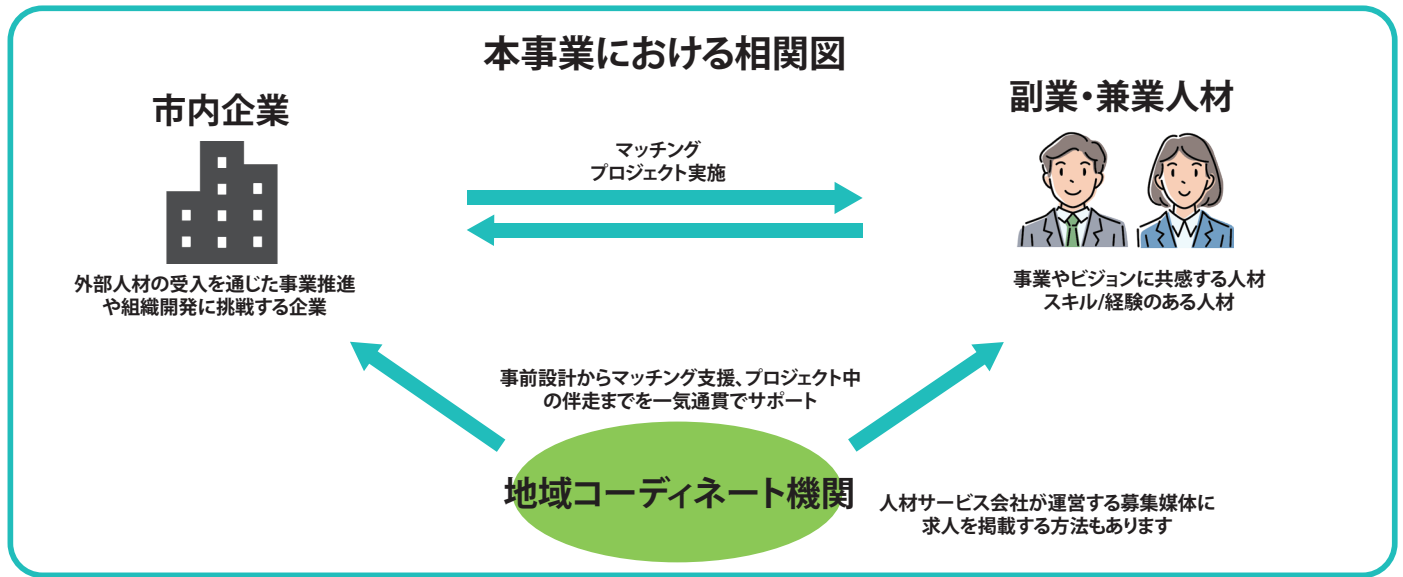 本事業における相関図
市内企業
副業・兼業人材
マッチング
プロジェクト実施
外部人材の受入を通じた事業推進
や組織開発に挑戦する企業
事業やビジョンに共感する人材
スキル/経験のある人材
事前設計からマッチング支援、プロジェクト中
の伴走までを一気通貫でサポート
地域コーディネート機関
人材サービス会社が運営する募集媒体に
求人を掲載する方法もあります